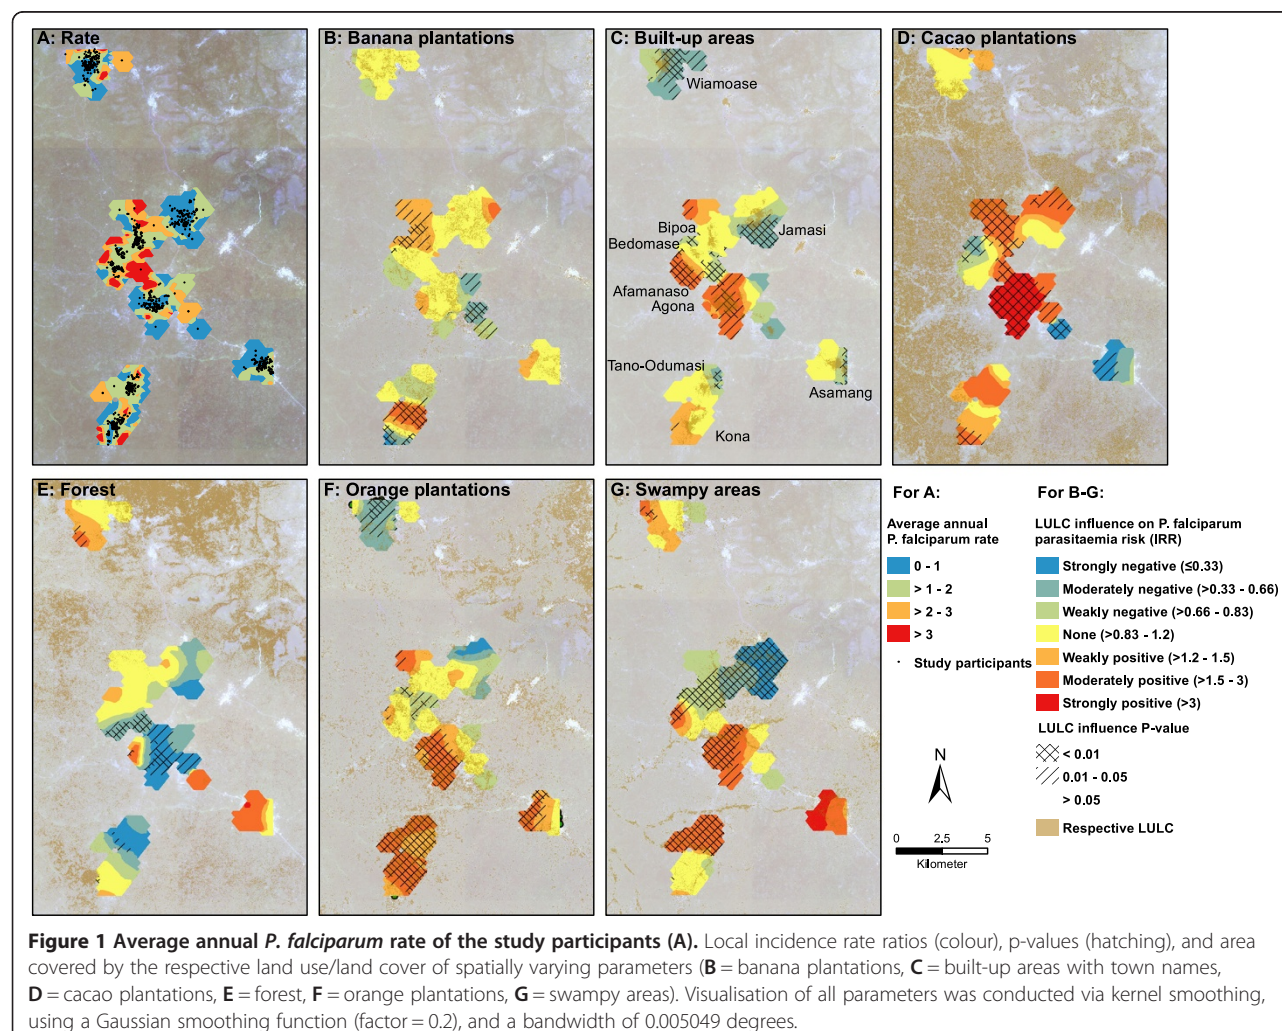 A: Rate
B: Banana plantations
C: Built-up areas
D: Cacao plantations
Wiamoase
Bipoa
Bedomase
Jamasi
Afamanaso
Agona
Tano-Odumasi
Asamang
Kona
E: Forest
F: Orange plantations
G: Swampy areas
For A:
Average annual
P. falciparum rate
0 - 1
> 1 - 2
> 2 - 3
> 3
Study participants
For B-G:
LULC influence on P. falciparum
parasitaemia risk (IRR)
Strongly negative (≤0.33)
Moderately negative (>0.33 - 0.66)
Weakly negative (>0.66 - 0.83)
None (>0.83 - 1.2)
Weakly positive (>1.2 - 1.5)
Moderately positive (>1.5 - 3)
Strongly positive (>3)
LULC influence P-value
< 0.01
0.01 - 0.05
> 0.05
Respective LULC
N
0 2.5 5
Kilometer
Figure 1 Average annual P. falciparum rate of the study participants (A). Local incidence rate ratios (colour), p-values (hatching), and area
covered by the respective land use/land cover of spatially varying parameters (B = banana plantations, C = built-up areas with town names,
D = cacao plantations, E = forest, F = orange plantations, G = swampy areas). Visualisation of all parameters was conducted via kernel smoothing,
using a Gaussian smoothing function (factor = 0.2), and a bandwidth of 0.005049 degrees.